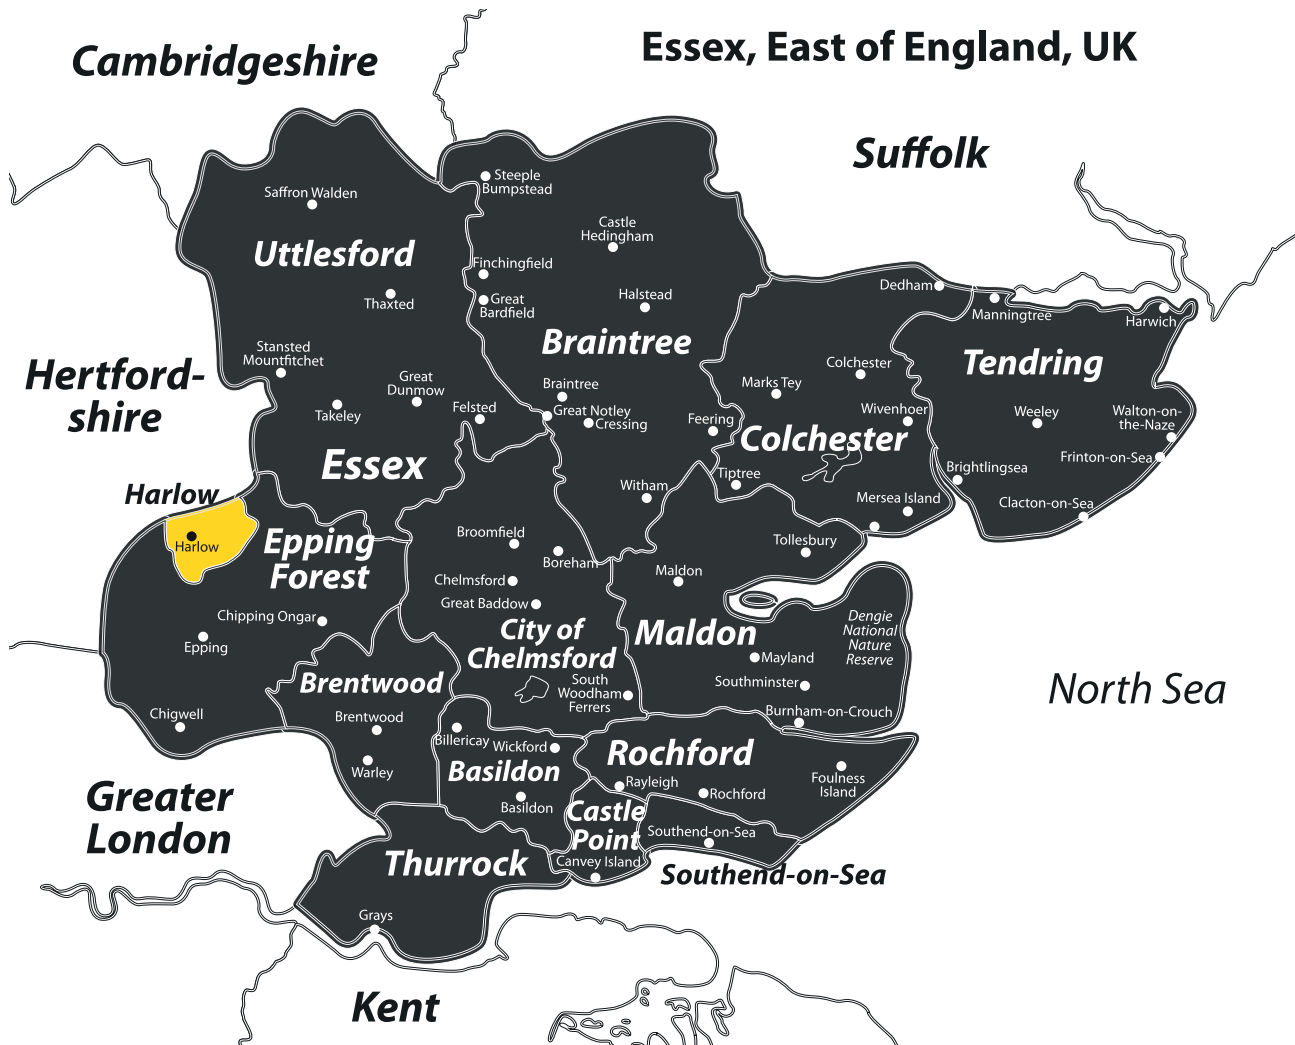 Cambridgeshire
Essex, East of England, UK
Suffolk
Steeple
Bumpstead
Saffron Walden
Castle
Hedingham
Uttlesford
Finchingfield
Dedham
Thaxted
Great
Bardfield
Halstead
Manningtree
Harwich
Braintree
Stansted
Mountfitchet
Colchester
Tendring
Hertford-
shire
Great
Dunmow
Braintree
Marks Tey
Takeley
Felsted
Great Notley
Cressing
Feering
Wivenhoer
Weeley
Walton-on-
the-Naze
Colchester
Essex
Frinton-on-Sea
Brightlingsea
Tiptree
Witham
Harlow
Mersea Island
Clacton-on-Sea
Harlow
Epping
Forest
Broomfield
Boreham
Tollesbury
Maldon
Chelmsford
Great Baddow
Chipping Ongar
Epping
City of
Chelmsford
Maldon
Dengie
National
Nature
Reserve
Mayland
Brentwood
South
Woodham
Ferrers
Southminster
North Sea
Chigwell
Brentwood
Burnham-on-Crouch
Billericay
Wickford
Rochford
Warley
Basildon
Rayleigh
Rochford
Foulness
Island
Greater
London
Basildon
Castle
Point
Southend-on-Sea
Thurrock
Canvey Island
Southend-on-Sea
Grays
Kent